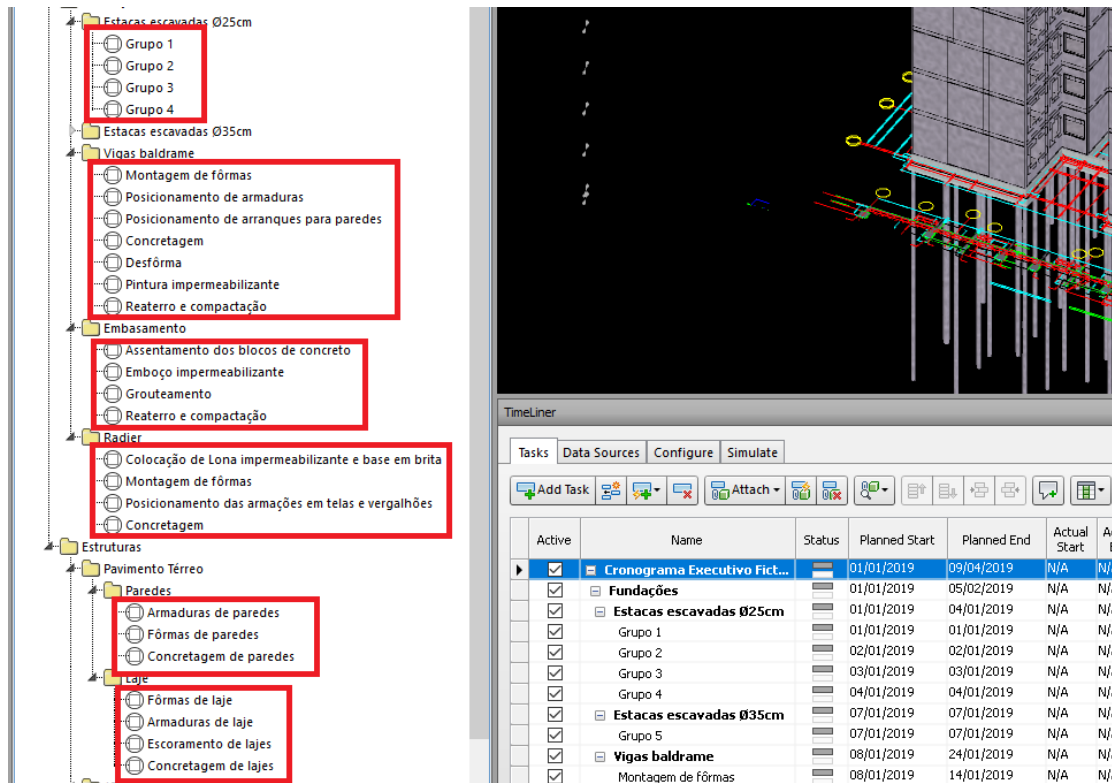 Estacas escavadas Ø25cm
Grupo 1
Grupo 2
Grupo 3
Grupo 4
Estacas escavadas Ø35cm
Vigas baldrame
Montagem de fôrmas
Posicionamento de armaduras
Posicionamento de arranques para paredes
Concretagem
Desfôrma
Pintura impermeabilizante
Reaterro e compactação
Embasamento
Assentamento dos blocos de concreto
Emboço impermeabilizante
Grouteamento
Reaterro e compactação
Radier
Colocação de Lona impermeabilizante e base em brita
Montagem de fôrmas
Posicionamento das armações em telas e vergalhões
Concretagem
Estruturas
Pavimento Térreo
Paredes
Armaduras de paredes
Fôrmas de paredes
Concretagem de paredes
Laje
Fôrmas de laje
Armaduras de laje
Escoramento de lajes
Concretagem de lajes
TimeLiner
Tasks Data Sources Configure Simulate
Add Task Attach
Active Name Status Planned Start Planned End Actual Start
Cronograma Executivo Fict... 01/01/2019 09/04/2019 N/A N/
Fundações 01/01/2019 05/02/2019 N/A N/
Estacas escavadas Ø25cm 01/01/2019 04/01/2019 N/A N/
Grupo 1 01/01/2019 01/01/2019 N/A N/
Grupo 2 02/01/2019 02/01/2019 N/A N/
Grupo 3 03/01/2019 03/01/2019 N/A N/
Grupo 4 04/01/2019 04/01/2019 N/A N/
Estacas escavadas Ø35cm 07/01/2019 07/01/2019 N/A N/
Grupo 5 07/01/2019 07/01/2019 N/A N/
Vigas baldrame 08/01/2019 24/01/2019 N/A N/
Montagem de fôrmas 08/01/2019 14/01/2019 N/A N/